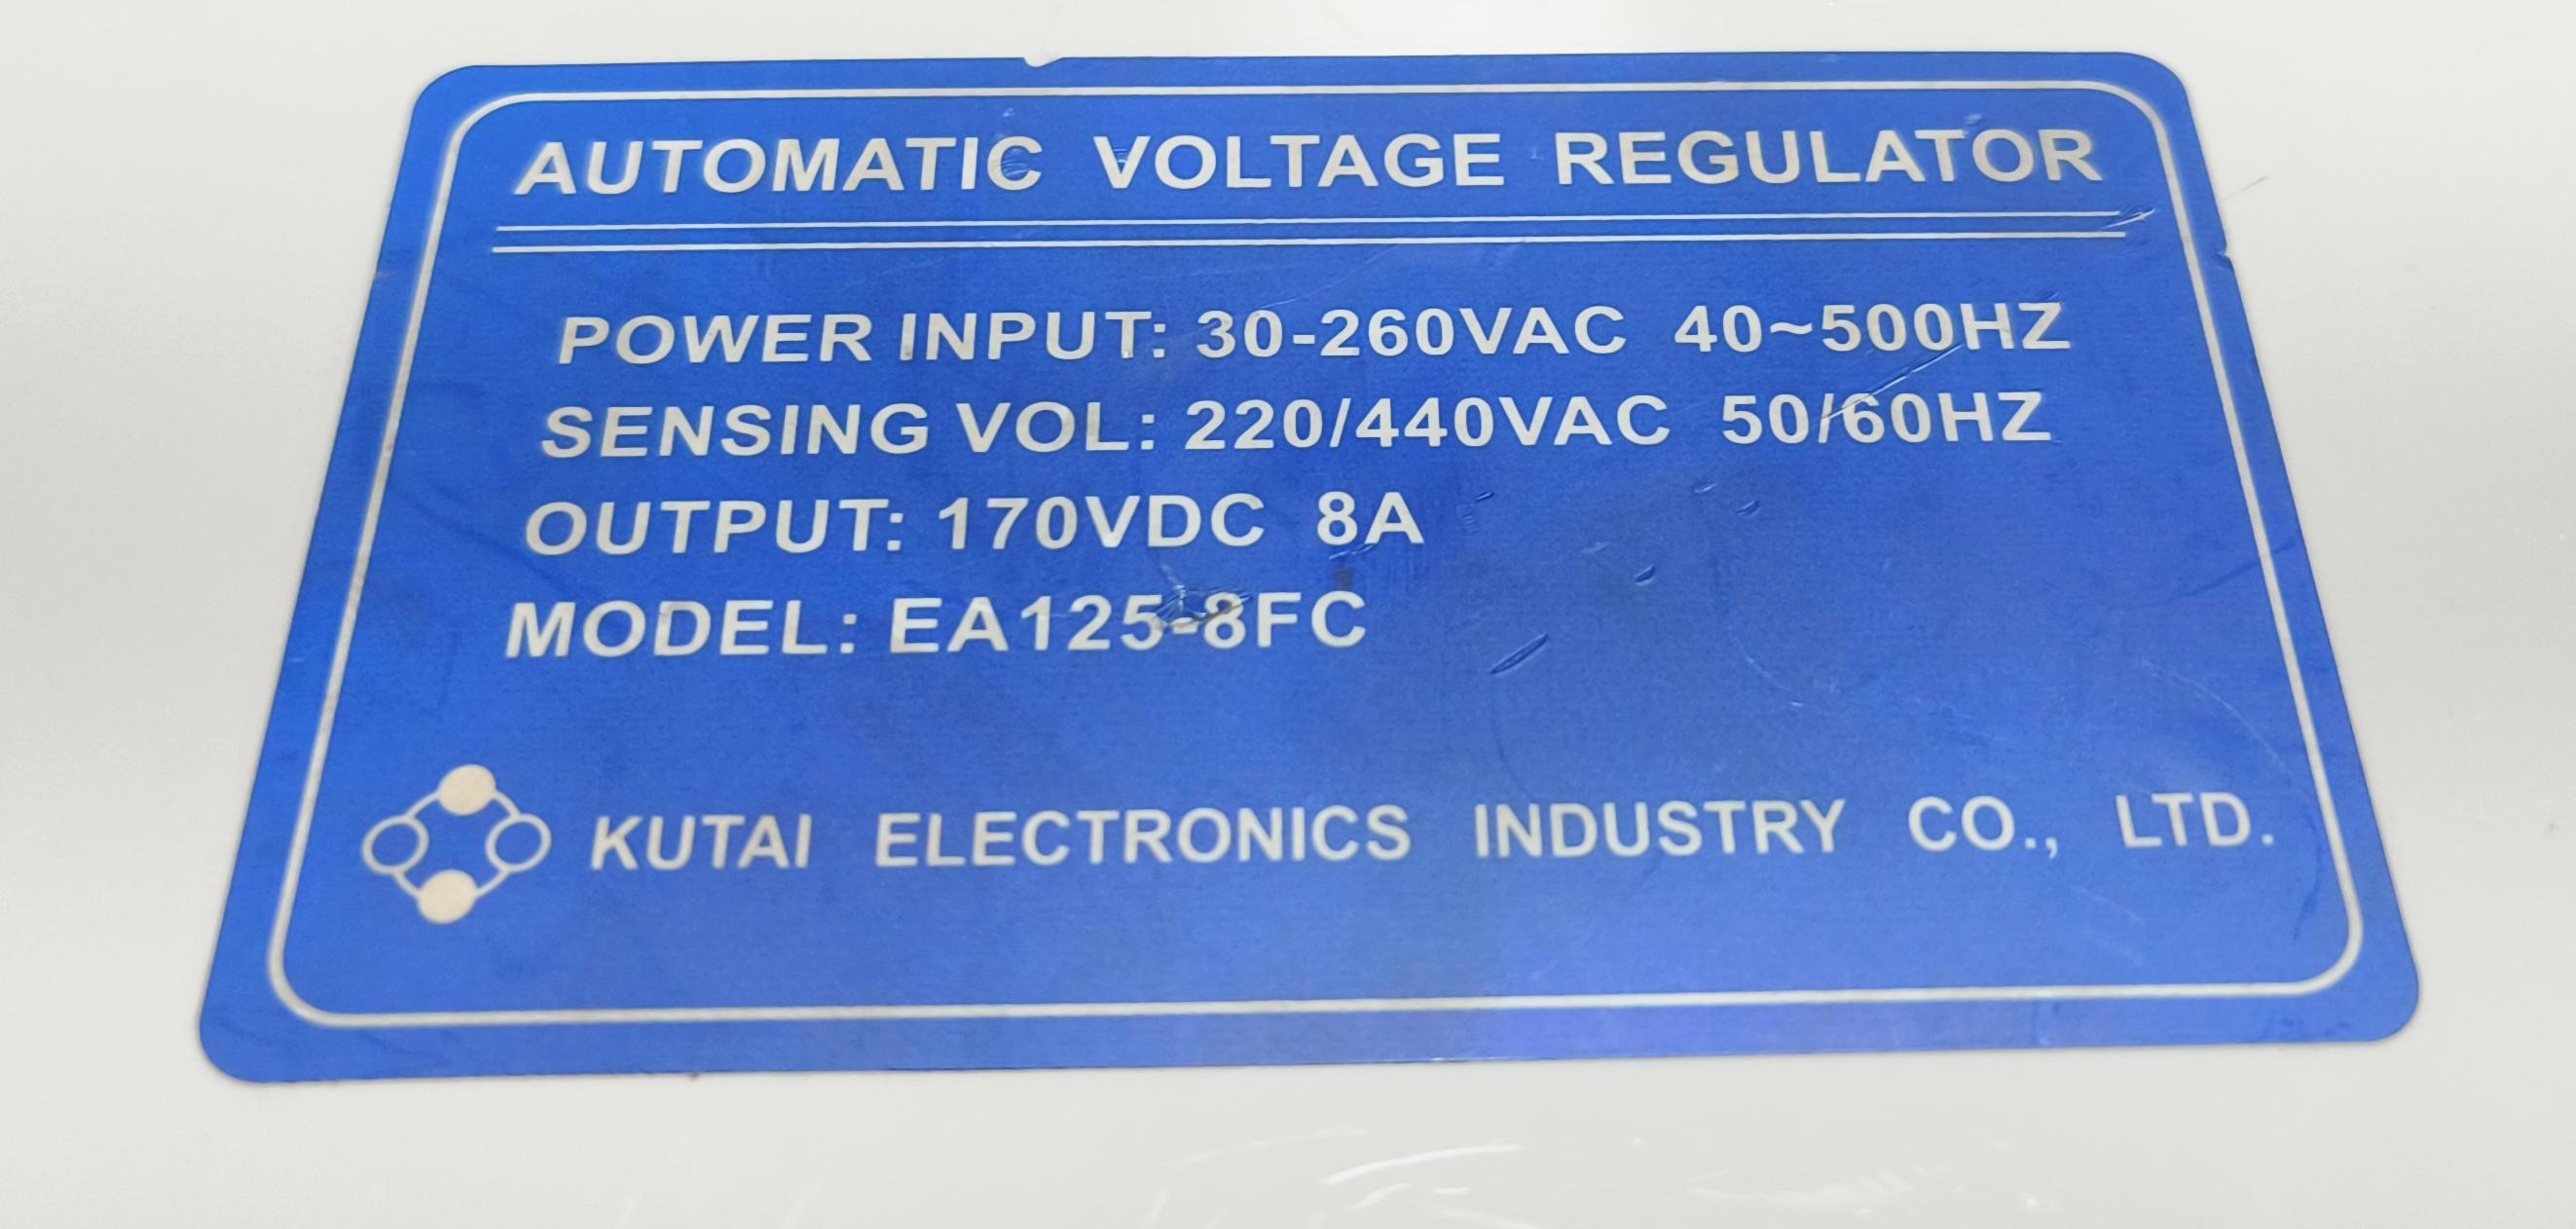 AUTOMATIC VOLTAGE REGULATOR
POWER INPUT: 30-260VAC 40~500HZ
SENSING VOL: 220/440VAC 50/60HZ
OUTPUT: 170VDC 8A
MODEL: EA125-8FC
KUTAI ELECTRONICS INDUSTRY CO., LTD.